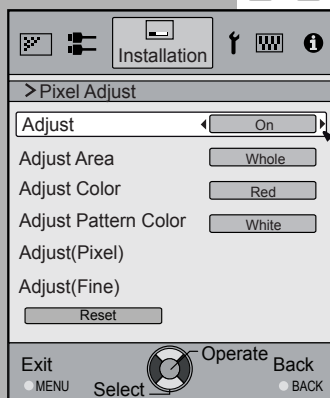 Installation
>Pixel Adjust
Adjust On
Adjust Area Whole
Adjust Color Red
Adjust Pattern Color White
Adjust(Pixel)
Adjust(Fine)
Reset
Exit Operate Back
MENU Select BACK